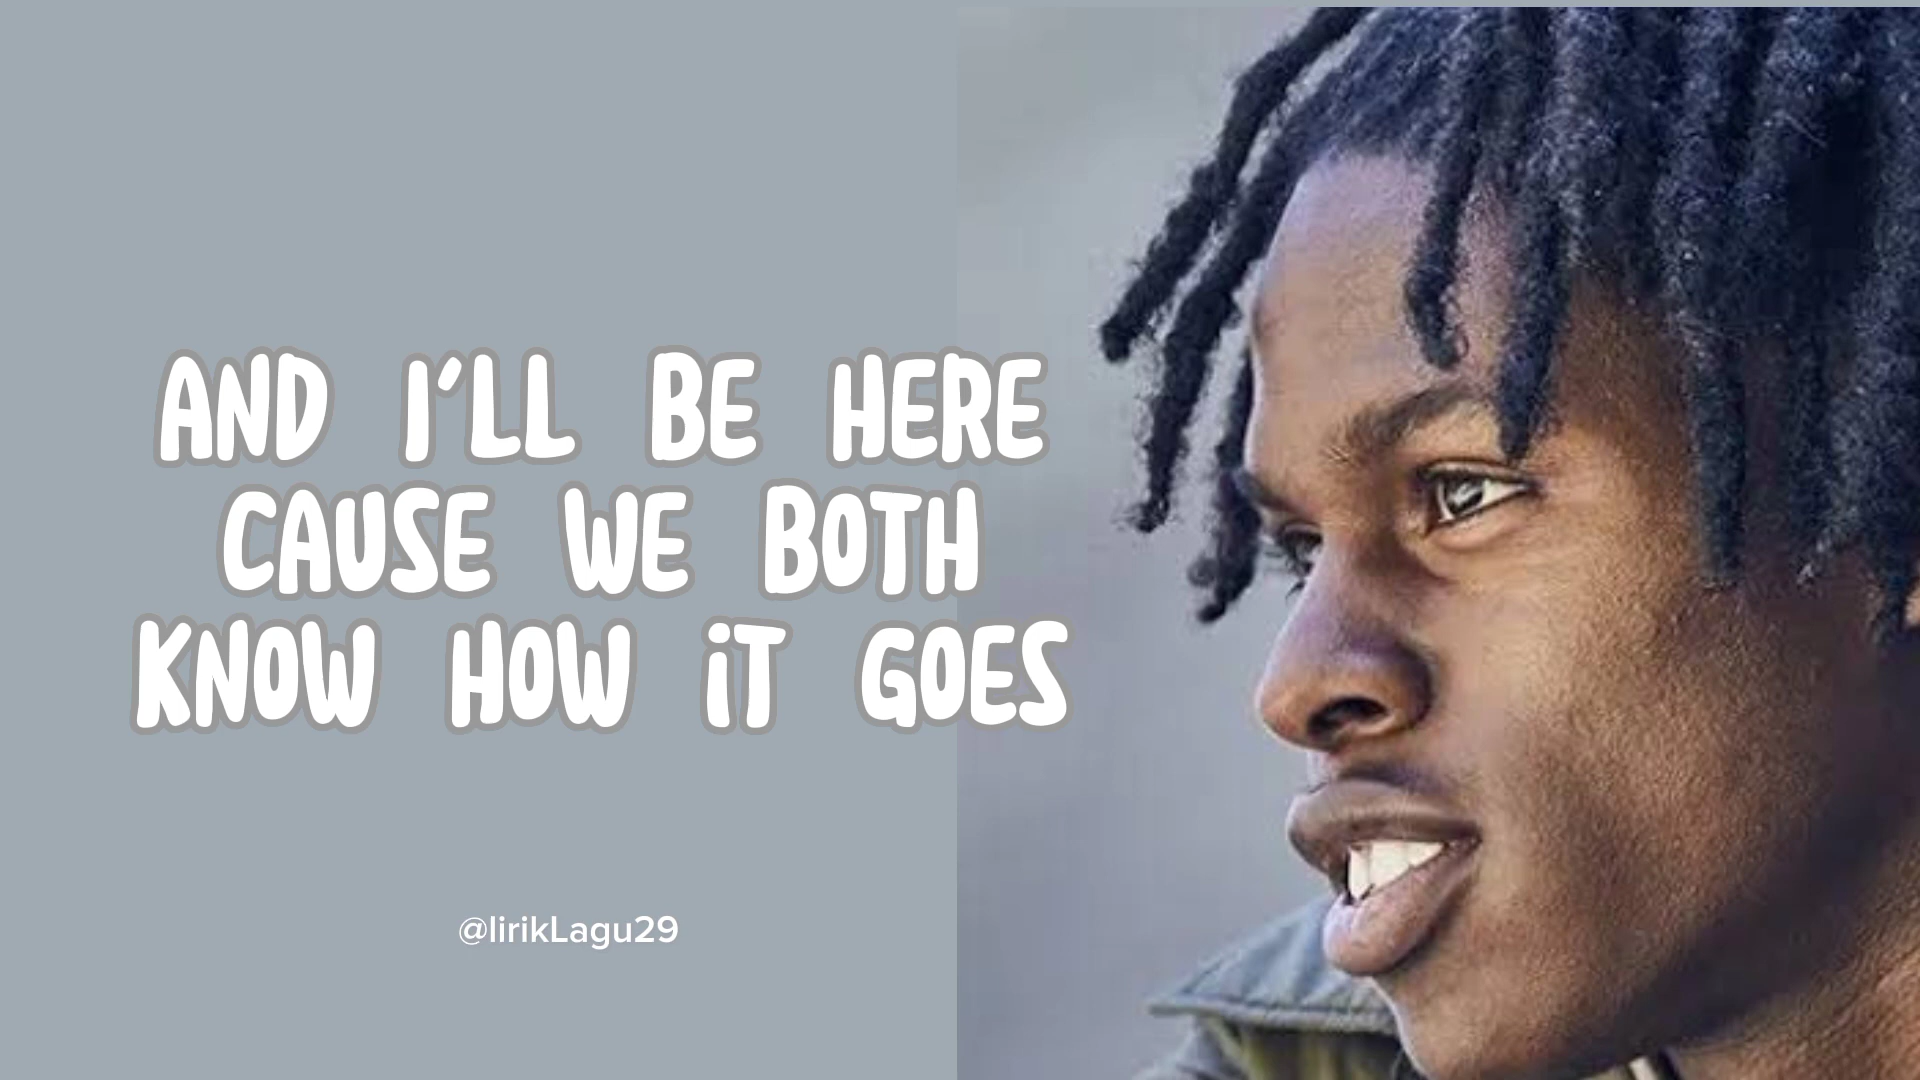 AND I'LL BE HERE
CAUSE WE BOTH
KNOW HOW iT GOES
@lirikLagu29